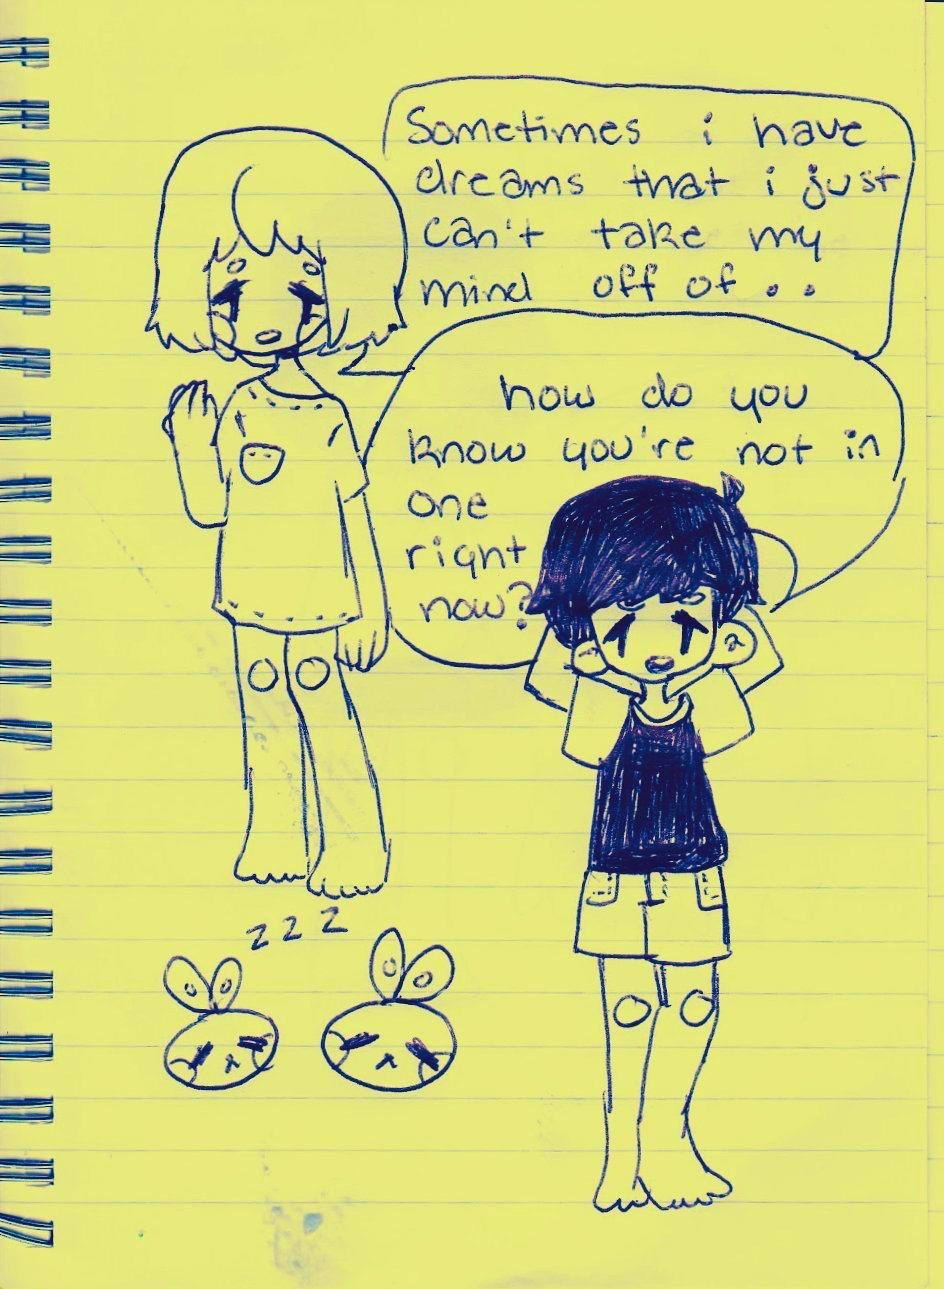 Sometimes i have
dreams that i just
can't take my
mind off of..
how do you
know you're not in
one
right
now?
z z z